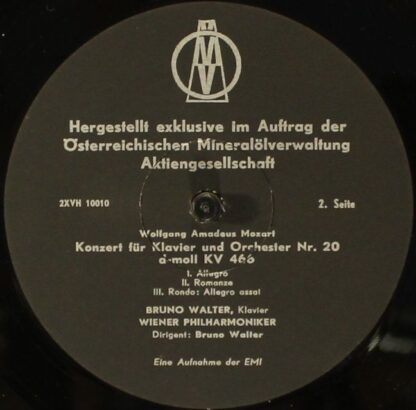 ÖMV
Hergestellt exklusive im Auftrag der
Österreichischen Mineralölverwaltung
Aktiengesellschaft
2XVH 10010
2. Seite
Wolfgang Amadeus Mozart
Konzert für Klavier und Orchester Nr. 20
d-moll KV 466
I. Allegro
II. Romanze
III. Rondo: Allegro assai
BRUNO WALTER, Klavier
WIENER PHILHARMONIKER
Dirigent: Bruno Walter
Eine Aufnahme der EMI